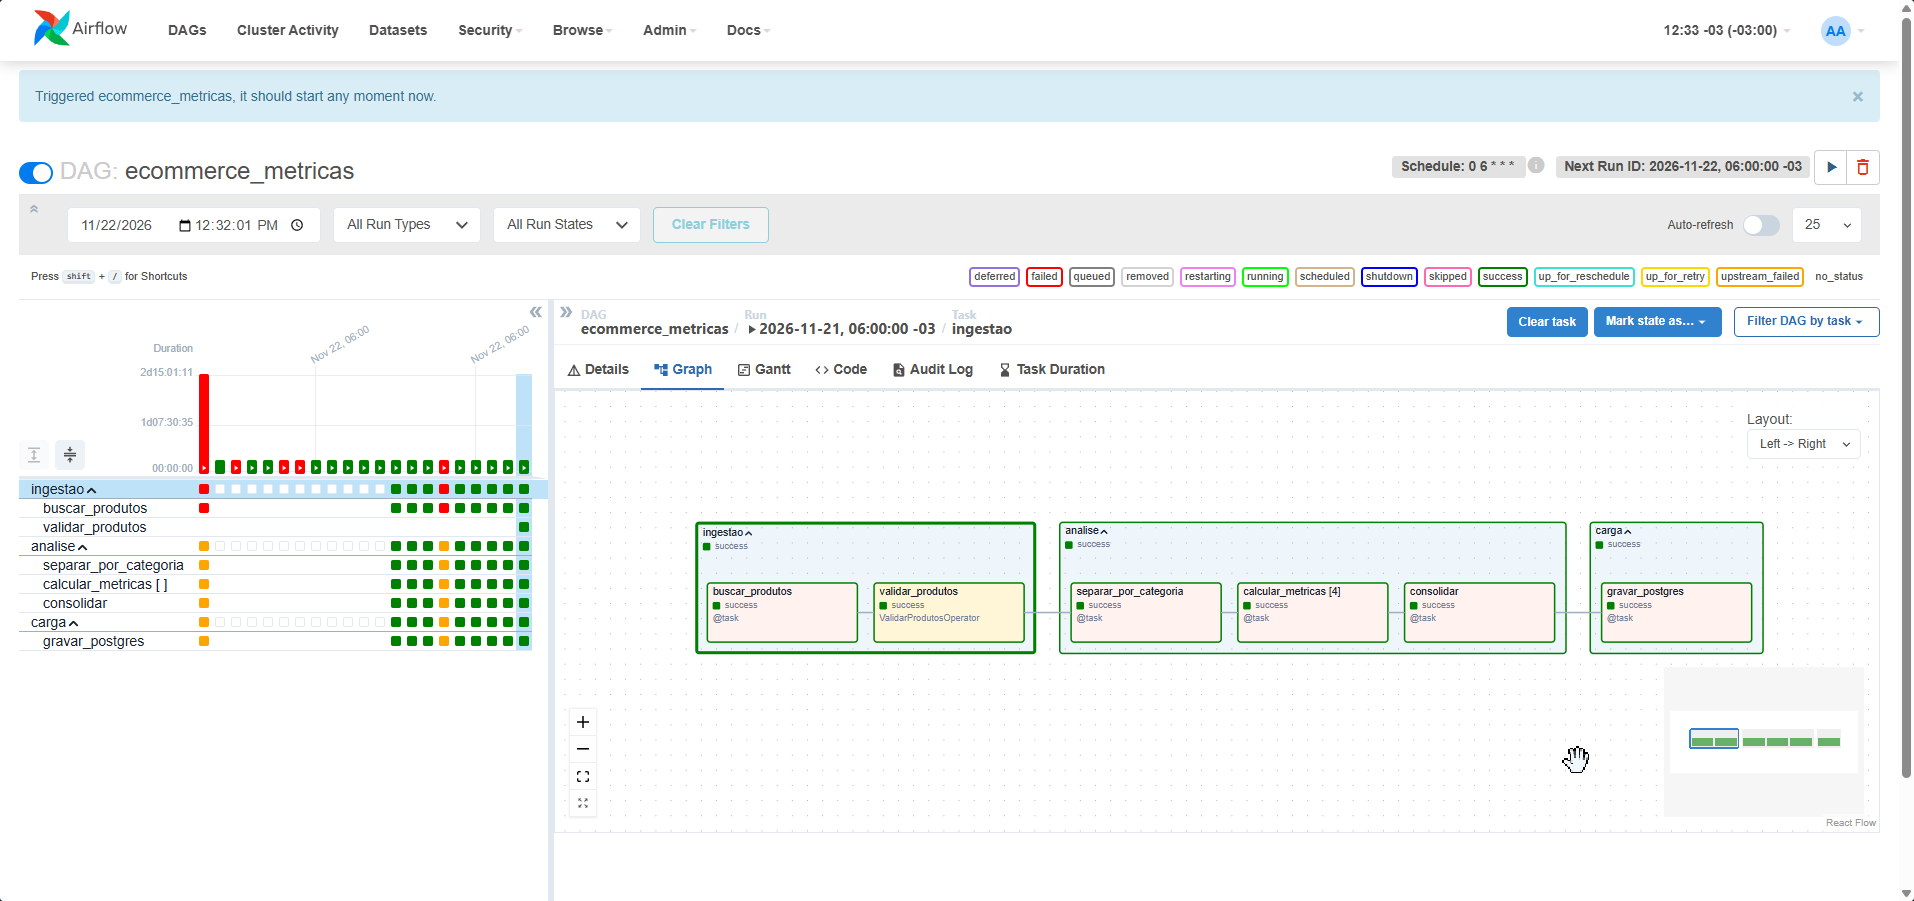 Airflow DAGs Cluster Activity Datasets Security Browse Admin Docs 12:33 -03 (-03:00) AA
Triggered ecommerce_metricas, it should start any moment now. ×
DAG: ecommerce_metricas Schedule: 0 6 * * * i Next Run ID: 2026-11-22, 06:00:00 -03
11/22/2026 12:32:01 PM All Run Types All Run States Clear Filters Auto-refresh 25
Press shift + / for Shortcuts deferred failed queued removed restarting running scheduled shutdown skipped success up_for_reschedule up_for_retry upstream_failed no_status
DAG Run Task
ecommerce_metricas / 2026-11-21, 06:00:00 -03 / ingestao
Clear task Mark state as... Filter DAG by task
Details Graph Gantt <> Code Audit Log Task Duration
Nov 22, 06:00 Nov 22, 06:00
Duration
2d15:01:11
1d07:30:35
00:00:00
ingestao
buscar_produtos
validar_produtos
analise
separar_por_categoria
calcular_metricas [ ]
consolidar
carga
gravar_postgres
Layout:
Left -> Right
ingestao
success
buscar_produtos
success
@task
validar_produtos
success
ValidarProdutosOperator
analise
success
separar_por_categoria
success
@task
calcular_metricas [4]
success
@task
consolidar
success
@task
carga
success
gravar_postgres
success
@task
React Flow